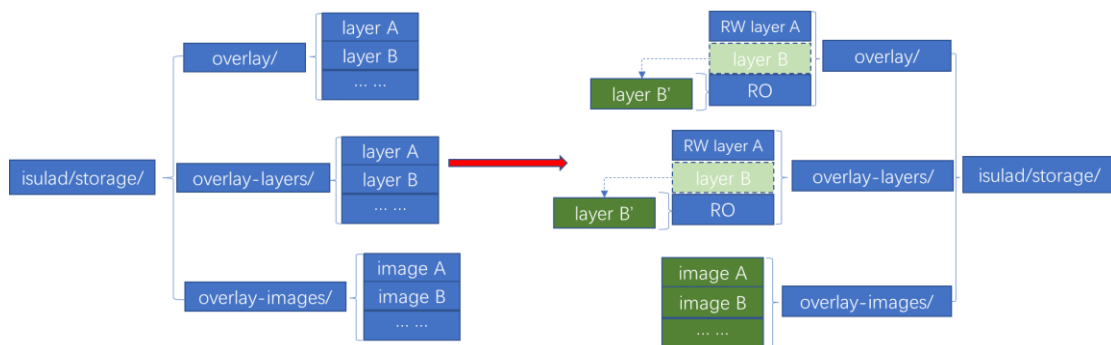 isulad/storage/
overlay/
layer A
layer B
... ...
overlay-layers/
layer A
layer B
... ...
overlay-images/
image A
image B
... ...
RW layer A
layer B
RO
layer B'
overlay/
RW layer A
layer B
RO
layer B'
overlay-layers/
isulad/storage/
image A
image B
... ...
overlay-images/